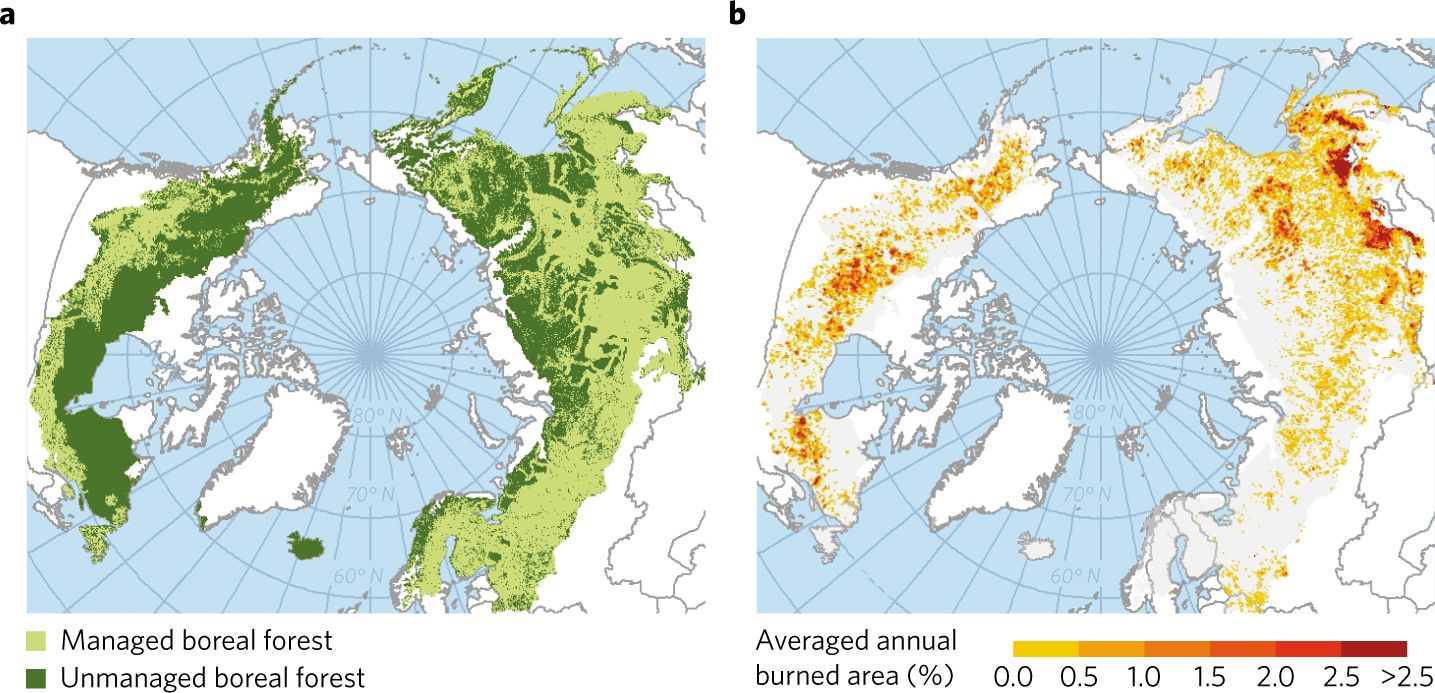 a
b
80° N
70° N
60° N
80° N
70° N
60° N
Managed boreal forest
Unmanaged boreal forest
Averaged annual
burned area (%)
0.0 0.5 1.0 1.5 2.0 2.5 >2.5